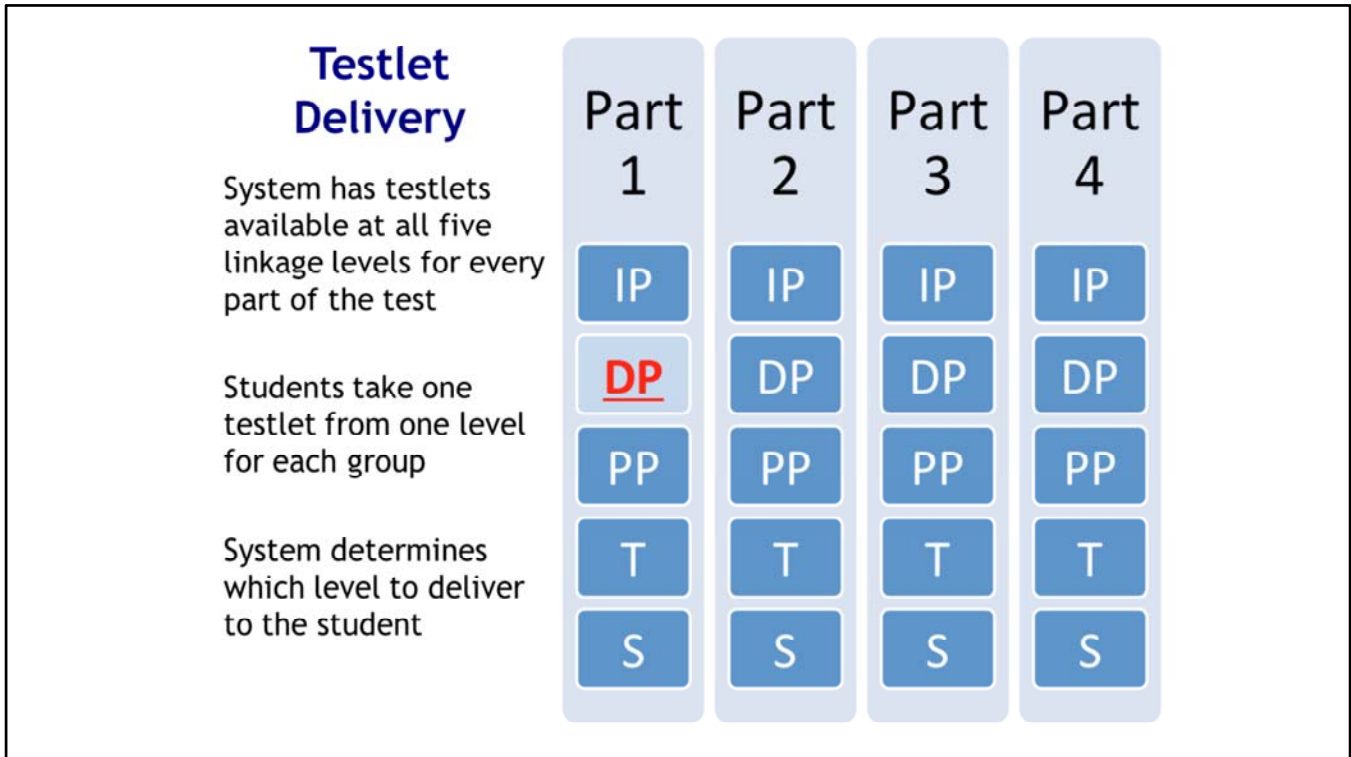 Testlet
Delivery
System has testlets
available at all five
linkage levels for every
part of the test
Students take one
testlet from one level
for each group
System determines
which level to deliver
to the student
Part
1
Part
2
Part
3
Part
4
IP
IP
IP
IP
DP
DP
DP
DP
PP
PP
PP
PP
T
T
T
T
S
S
S
S